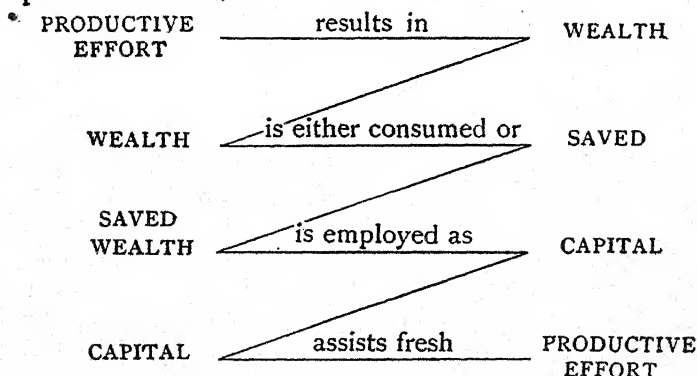 PRODUCTIVE EFFORT results in WEALTH
WEALTH is either consumed or SAVED
SAVED WEALTH is employed as CAPITAL
CAPITAL assists fresh PRODUCTIVE EFFORT